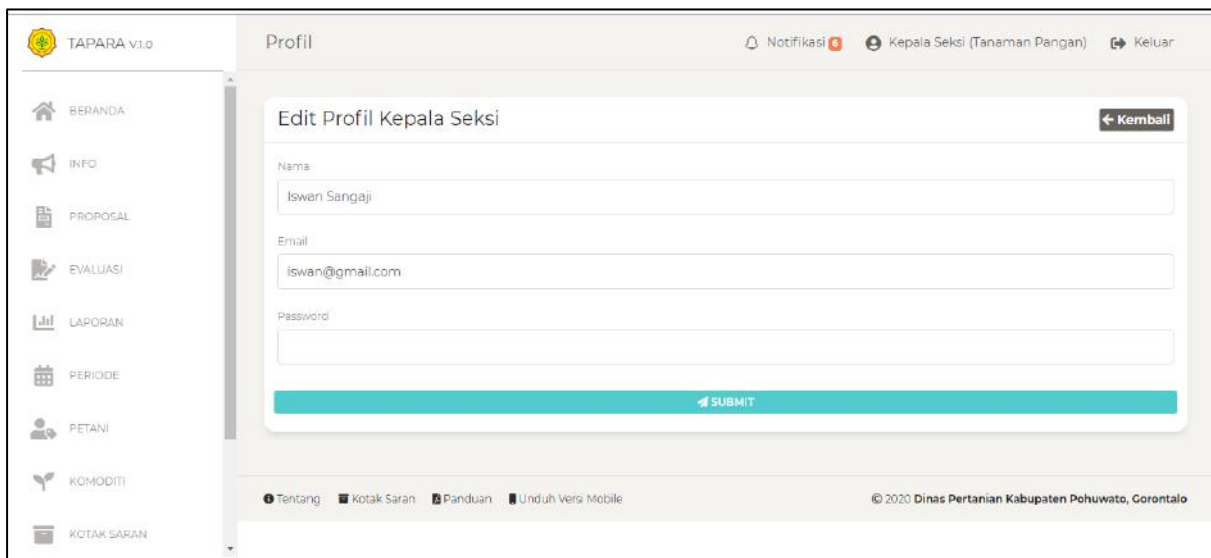 TAPARA V.1.0
Profil
Notifikasi 6
Kepala Seksi (Tanaman Pangan)
Keluar
BERANDA
INFO
PROPOSAL
EVALUASI
LAPORAN
PERIODE
PETANI
KOMODITI
KOTAK SARAN
Edit Profil Kepala Seksi
Kembali
Nama
Iswan Sangaji
Email
iswan@gmail.com
Password
SUBMIT
Tentang Kotak Saran Panduan Unduh Versi Mobile
© 2020 Dinas Pertanian Kabupaten Pohuwato, Gorontalo